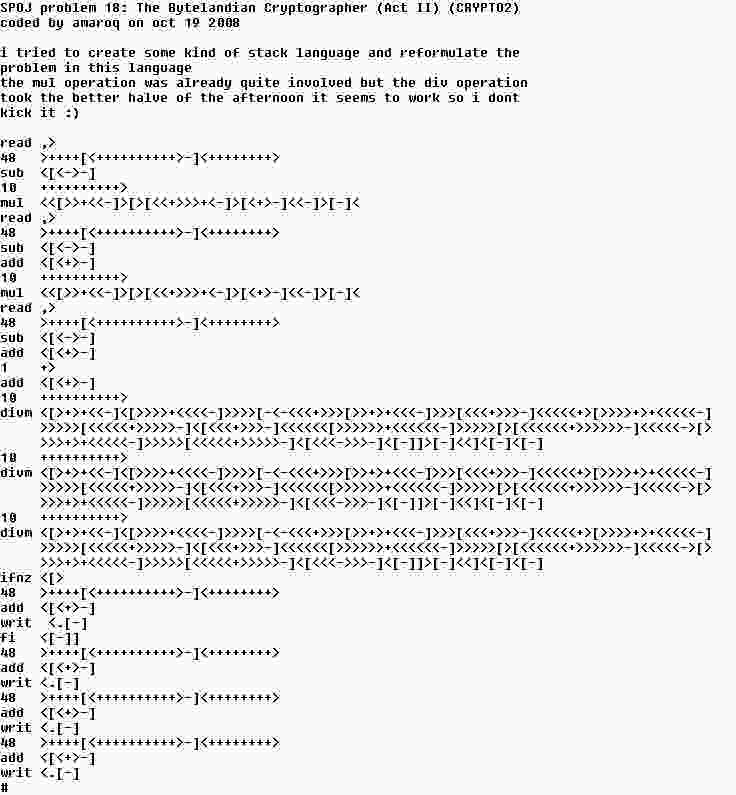 SPOJ problem 18: The Bytelandian Cryptographer (Act II) (CRYPTO2)
coded by amaroq on oct 19 2008
i tried to create some kind of stack language and reformulate the
problem in this language
the mul operation was already quite involved but the div operation
took the better halve of the afternoon it seems to work so i dont
kick it :)
read ,>
48   >++++[<++++++++++>-]<++++++++>
sub  <[<->-]
10   ++++++++++>
mul  <<[>>+<<-]>[>[<<+>>>+<-]>[<+>-]<<-]>[-]<
read ,>
48   >++++[<++++++++++>-]<++++++++>
sub  <[<->-]
add  <[<+>-]
10   ++++++++++>
mul  <<[>>+<<-]>[>[<<+>>>+<-]>[<+>-]<<-]>[-]<
read ,>
48   >++++[<++++++++++>-]<++++++++>
sub  <[<->-]
add  <[<+>-]
1    +>
add  <[<+>-]
10   ++++++++++>
divm <[>+>+<<-]<[>>>>+<<<<-]>>>>[-<-<<<+>>>[>>+>+<<<-]>>>[<<<+>>>-]<<<<<+>[>>>>+>+<<<<<-]
     >>>>>[<<<<<+>>>>>-]<[<<<+>>>-]<[<<<<<<[>>>>>+<<<<<-]>>>>>[>[<<<<<<+>>>>>>-]<<<<<->[>
     >>>+>+<<<<<-]>>>>>[<<<<<+>>>>>-]<[<<<->>>-]<[-]]>[-]<<]<[-]<[-]
10   ++++++++++>
divm <[>+>+<<-]<[>>>>+<<<<-]>>>>[-<-<<<+>>>[>>+>+<<<-]>>>[<<<+>>>-]<<<<<+>[>>>>+>+<<<<<-]
     >>>>>[<<<<<+>>>>>-]<[<<<+>>>-]<[<<<<<<[>>>>>+<<<<<-]>>>>>[>[<<<<<<+>>>>>>-]<<<<<->[>
     >>>+>+<<<<<-]>>>>>[<<<<<+>>>>>-]<[<<<->>>-]<[-]]>[-]<<]<[-]<[-]
10   ++++++++++>
divm <[>+>+<<-]<[>>>>+<<<<-]>>>>[-<-<<<+>>>[>>+>+<<<-]>>>[<<<+>>>-]<<<<<+>[>>>>+>+<<<<<-]
     >>>>>[<<<<<+>>>>>-]<[<<<+>>>-]<[<<<<<<[>>>>>+<<<<<-]>>>>>[>[<<<<<<+>>>>>>-]<<<<<->[>
     >>>+>+<<<<<-]>>>>>[<<<<<+>>>>>-]<[<<<->>>-]<[-]]>[-]<<]<[-]<[-]
ifnz <[>
48   >++++[<++++++++++>-]<++++++++>
add  <[<+>-]
writ  <.[-]
fi   <[-]]
48   >++++[<++++++++++>-]<++++++++>
add  <[<+>-]
writ <.[-]
48   >++++[<++++++++++>-]<++++++++>
add  <[<+>-]
writ <.[-]
48   >++++[<++++++++++>-]<++++++++>
add  <[<+>-]
writ <.[-]
#